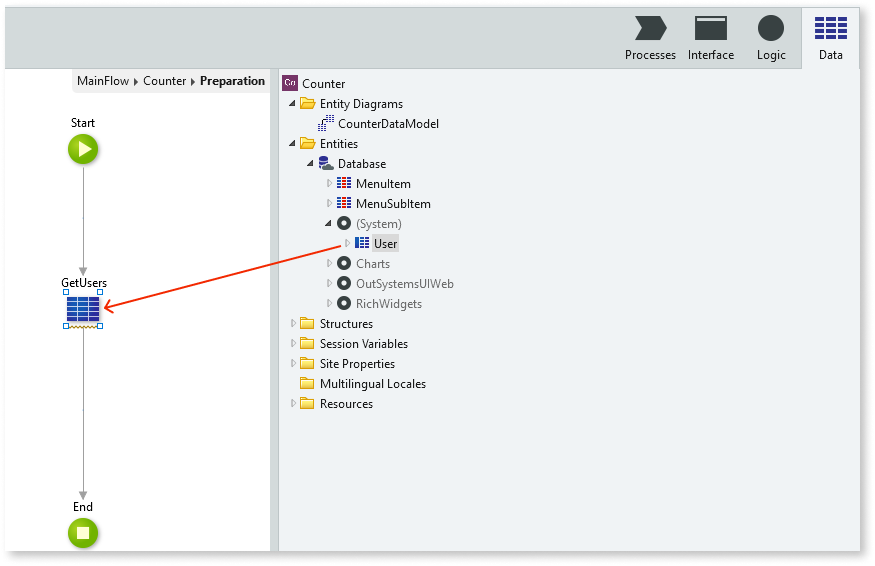 Processes
Interface
Logic
Data
MainFlow
Counter
Preparation
Start
GetUsers
End
Cn Counter
Entity Diagrams
CounterDataModel
Entities
Database
MenuItem
MenuSubItem
(System)
User
Charts
OutSystemsUIWeb
RichWidgets
Structures
Session Variables
Site Properties
Multilingual Locales
Resources